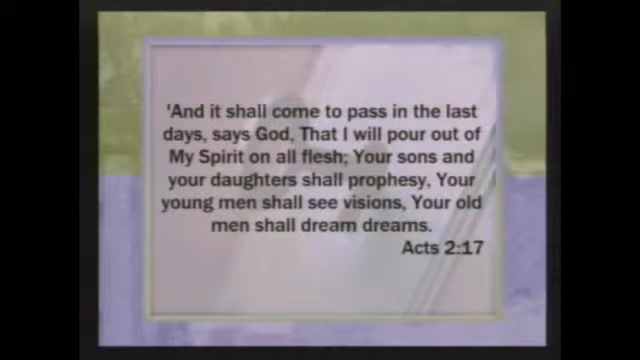 'And it shall come to pass in the last
days, says God, That I will pour out of
My Spirit on all flesh; Your sons and
your daughters shall prophesy, Your
young men shall see visions, Your old
men shall dream dreams.
Acts 2:17